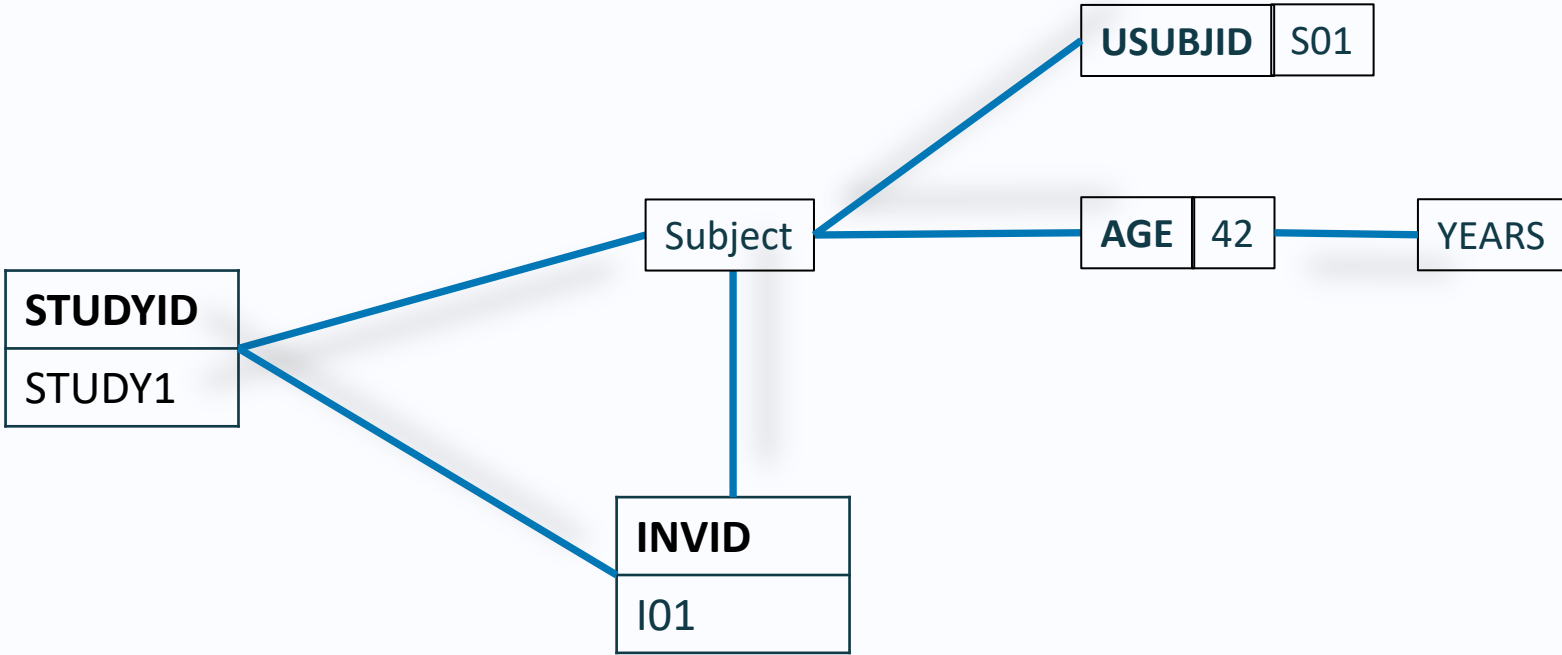 USUBJID S01
Subject
AGE 42
YEARS
STUDYID
STUDY1
INVID
I01